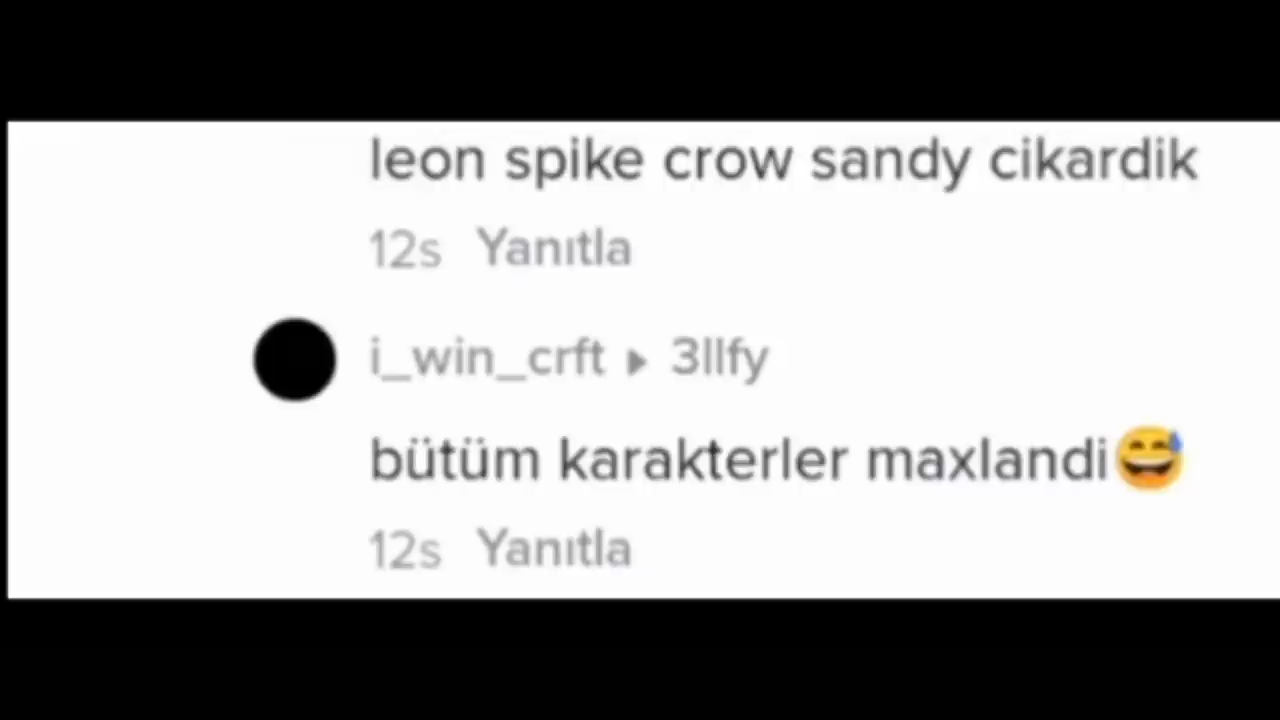 leon spike crow sandy cikardik
12s Yanıtla
i_win_crft ▸ 3llfy
bütüm karakterler maxlandi😅
12s Yanıtla